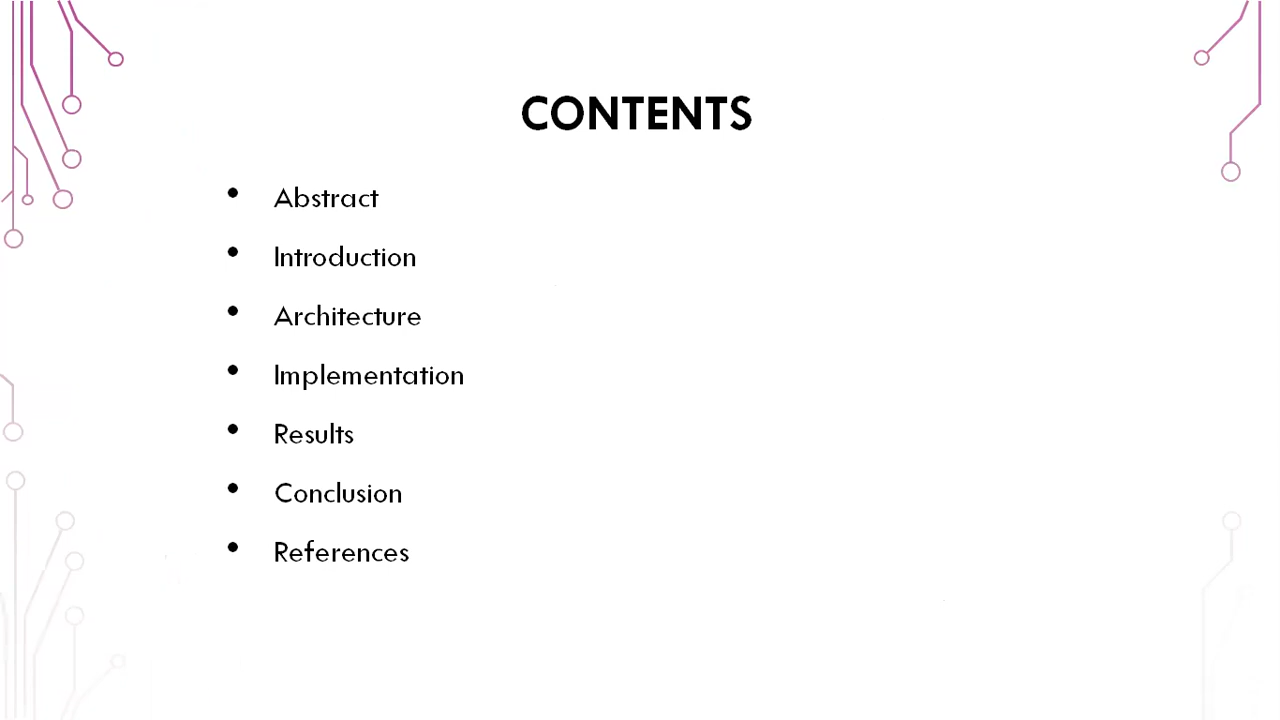 CONTENTS
• Abstract
• Introduction
• Architecture
• Implementation
• Results
• Conclusion
• References